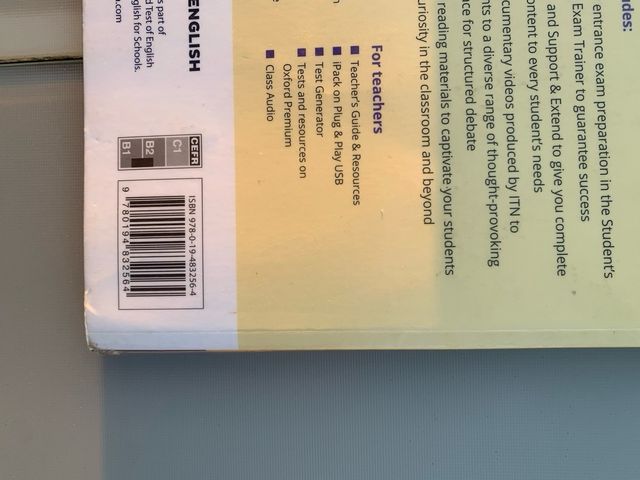 udes:
entrance exam preparation in the Student's
Exam Trainer to guarantee success
and Support & Extend to give you complete
ontent to every student's needs
cumentary videos produced by ITN to
nts to a diverse range of thought-provoking
ce for structured debate
reading materials to captivate your students
uriosity in the classroom and beyond
For teachers
Teacher's Guide & Resources
iPack on Plug & Play USB
Test Generator
Tests and resources on
Oxford Premium
Class Audio
ENGLISH
s part of
d Test of English
glish for Schools.
.com
CEFR
C1
B2
B1
ISBN 978-0-19-483256-4
9 780194 832564